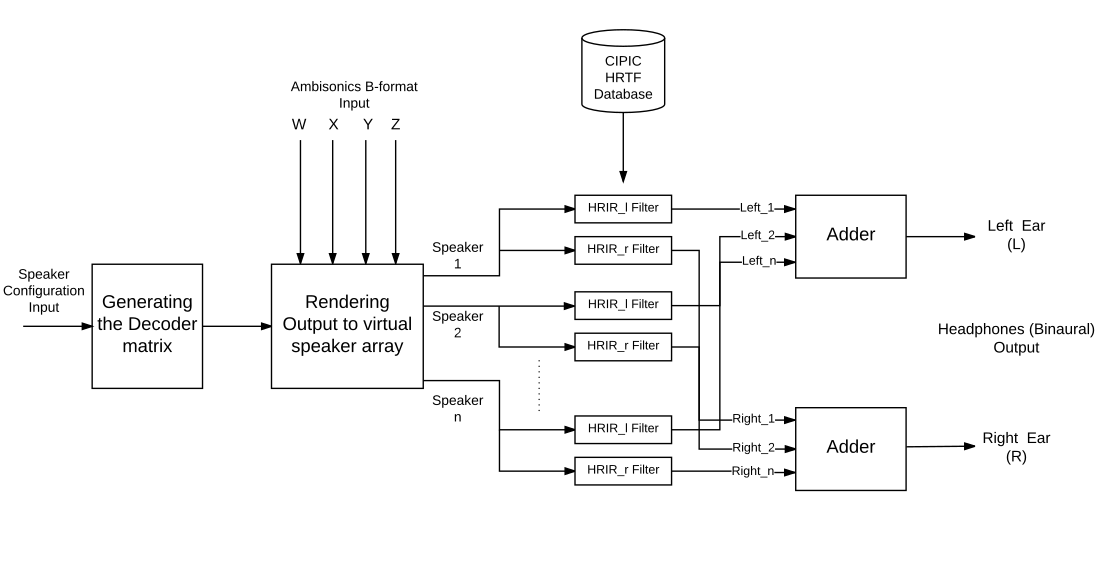 CIPIC
HRTF
Database
Ambisonics B-format
Input
W X Y Z
Speaker
Configuration
Input
Generating
the Decoder
matrix
Rendering
Output to virtual
speaker array
Speaker
1
Speaker
2
Speaker
n
HRIR_l Filter
HRIR_r Filter
HRIR_l Filter
HRIR_r Filter
HRIR_l Filter
HRIR_r Filter
Left_1
Left_2
Left_n
Right_1
Right_2
Right_n
Adder
Adder
Left Ear
(L)
Headphones (Binaural)
Output
Right Ear
(R)